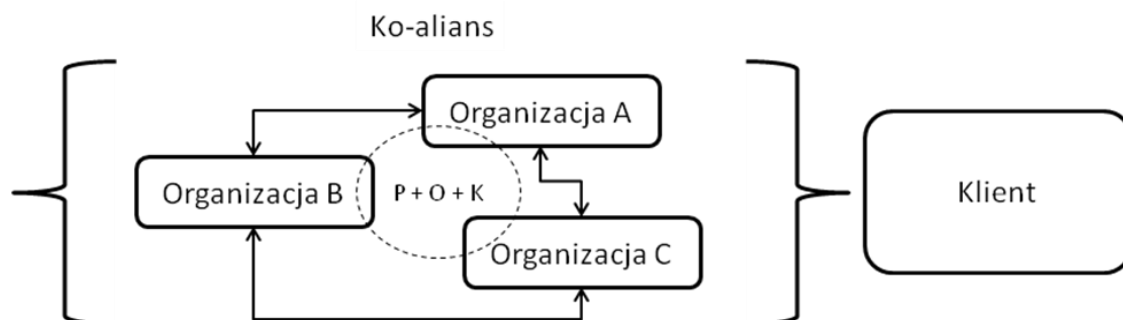 Ko-alians
Organizacja A
Organizacja B
P + O + K
Organizacja C
Klient